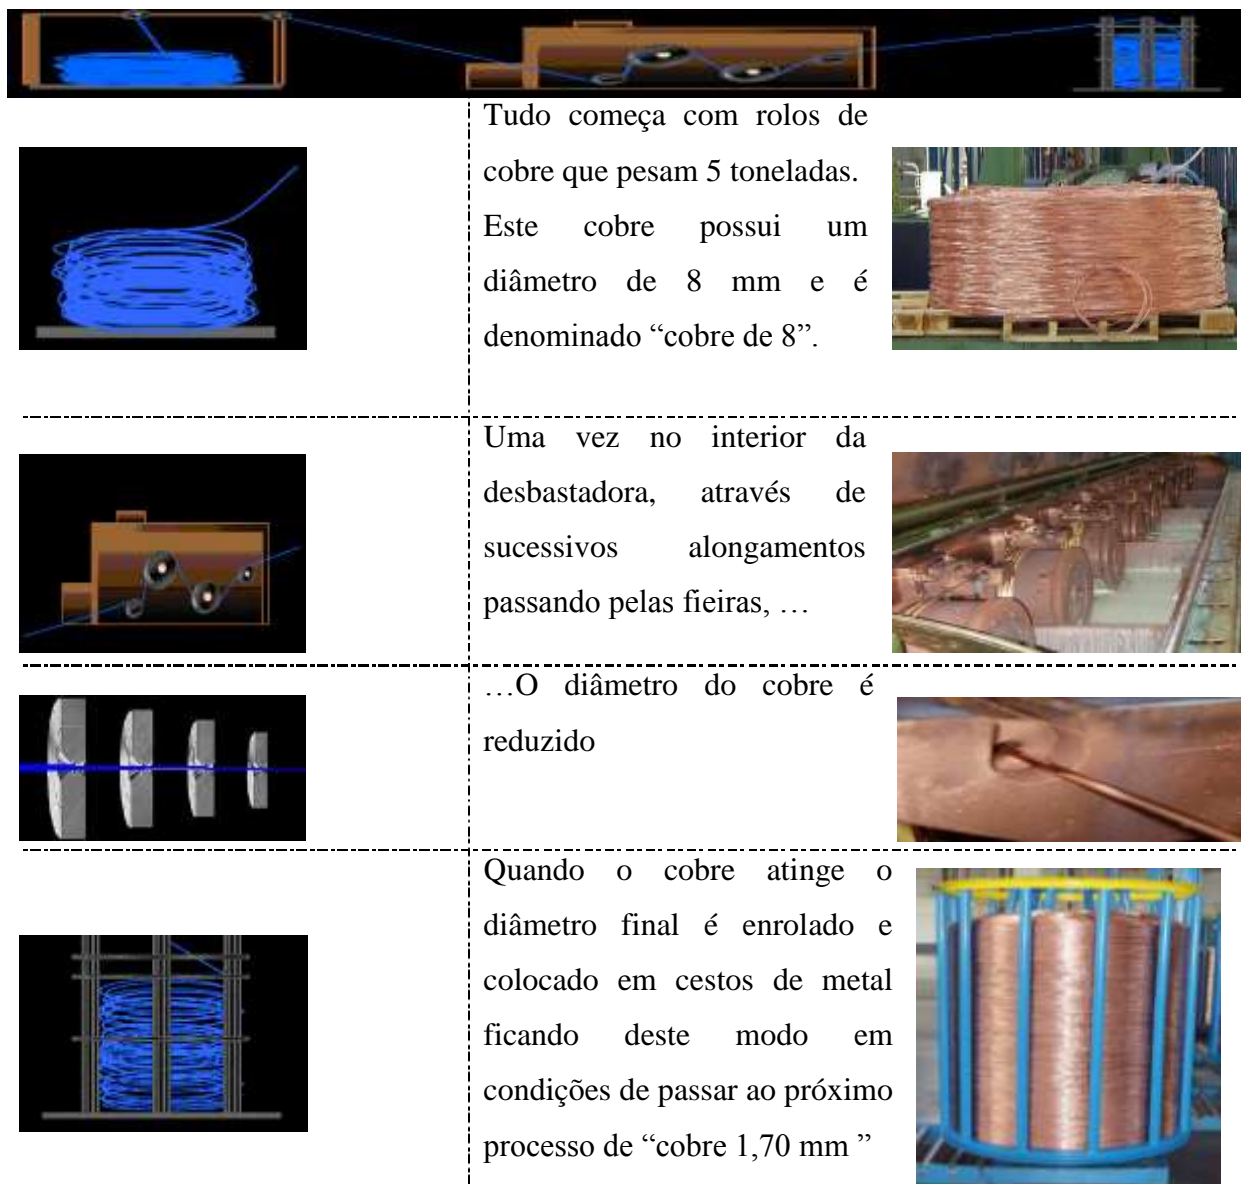 Tudo começa com rolos de
cobre que pesam 5 toneladas.
Este cobre possui um
diâmetro de 8 mm e é
denominado “cobre de 8”.
Uma vez no interior da
desbastadora, através de
sucessivos alongamentos
passando pelas fieiras, …
…O diâmetro do cobre é
reduzido
Quando o cobre atinge o
diâmetro final é enrolado e
colocado em cestos de metal
ficando deste modo em
condições de passar ao próximo
processo de “cobre 1,70 mm ”